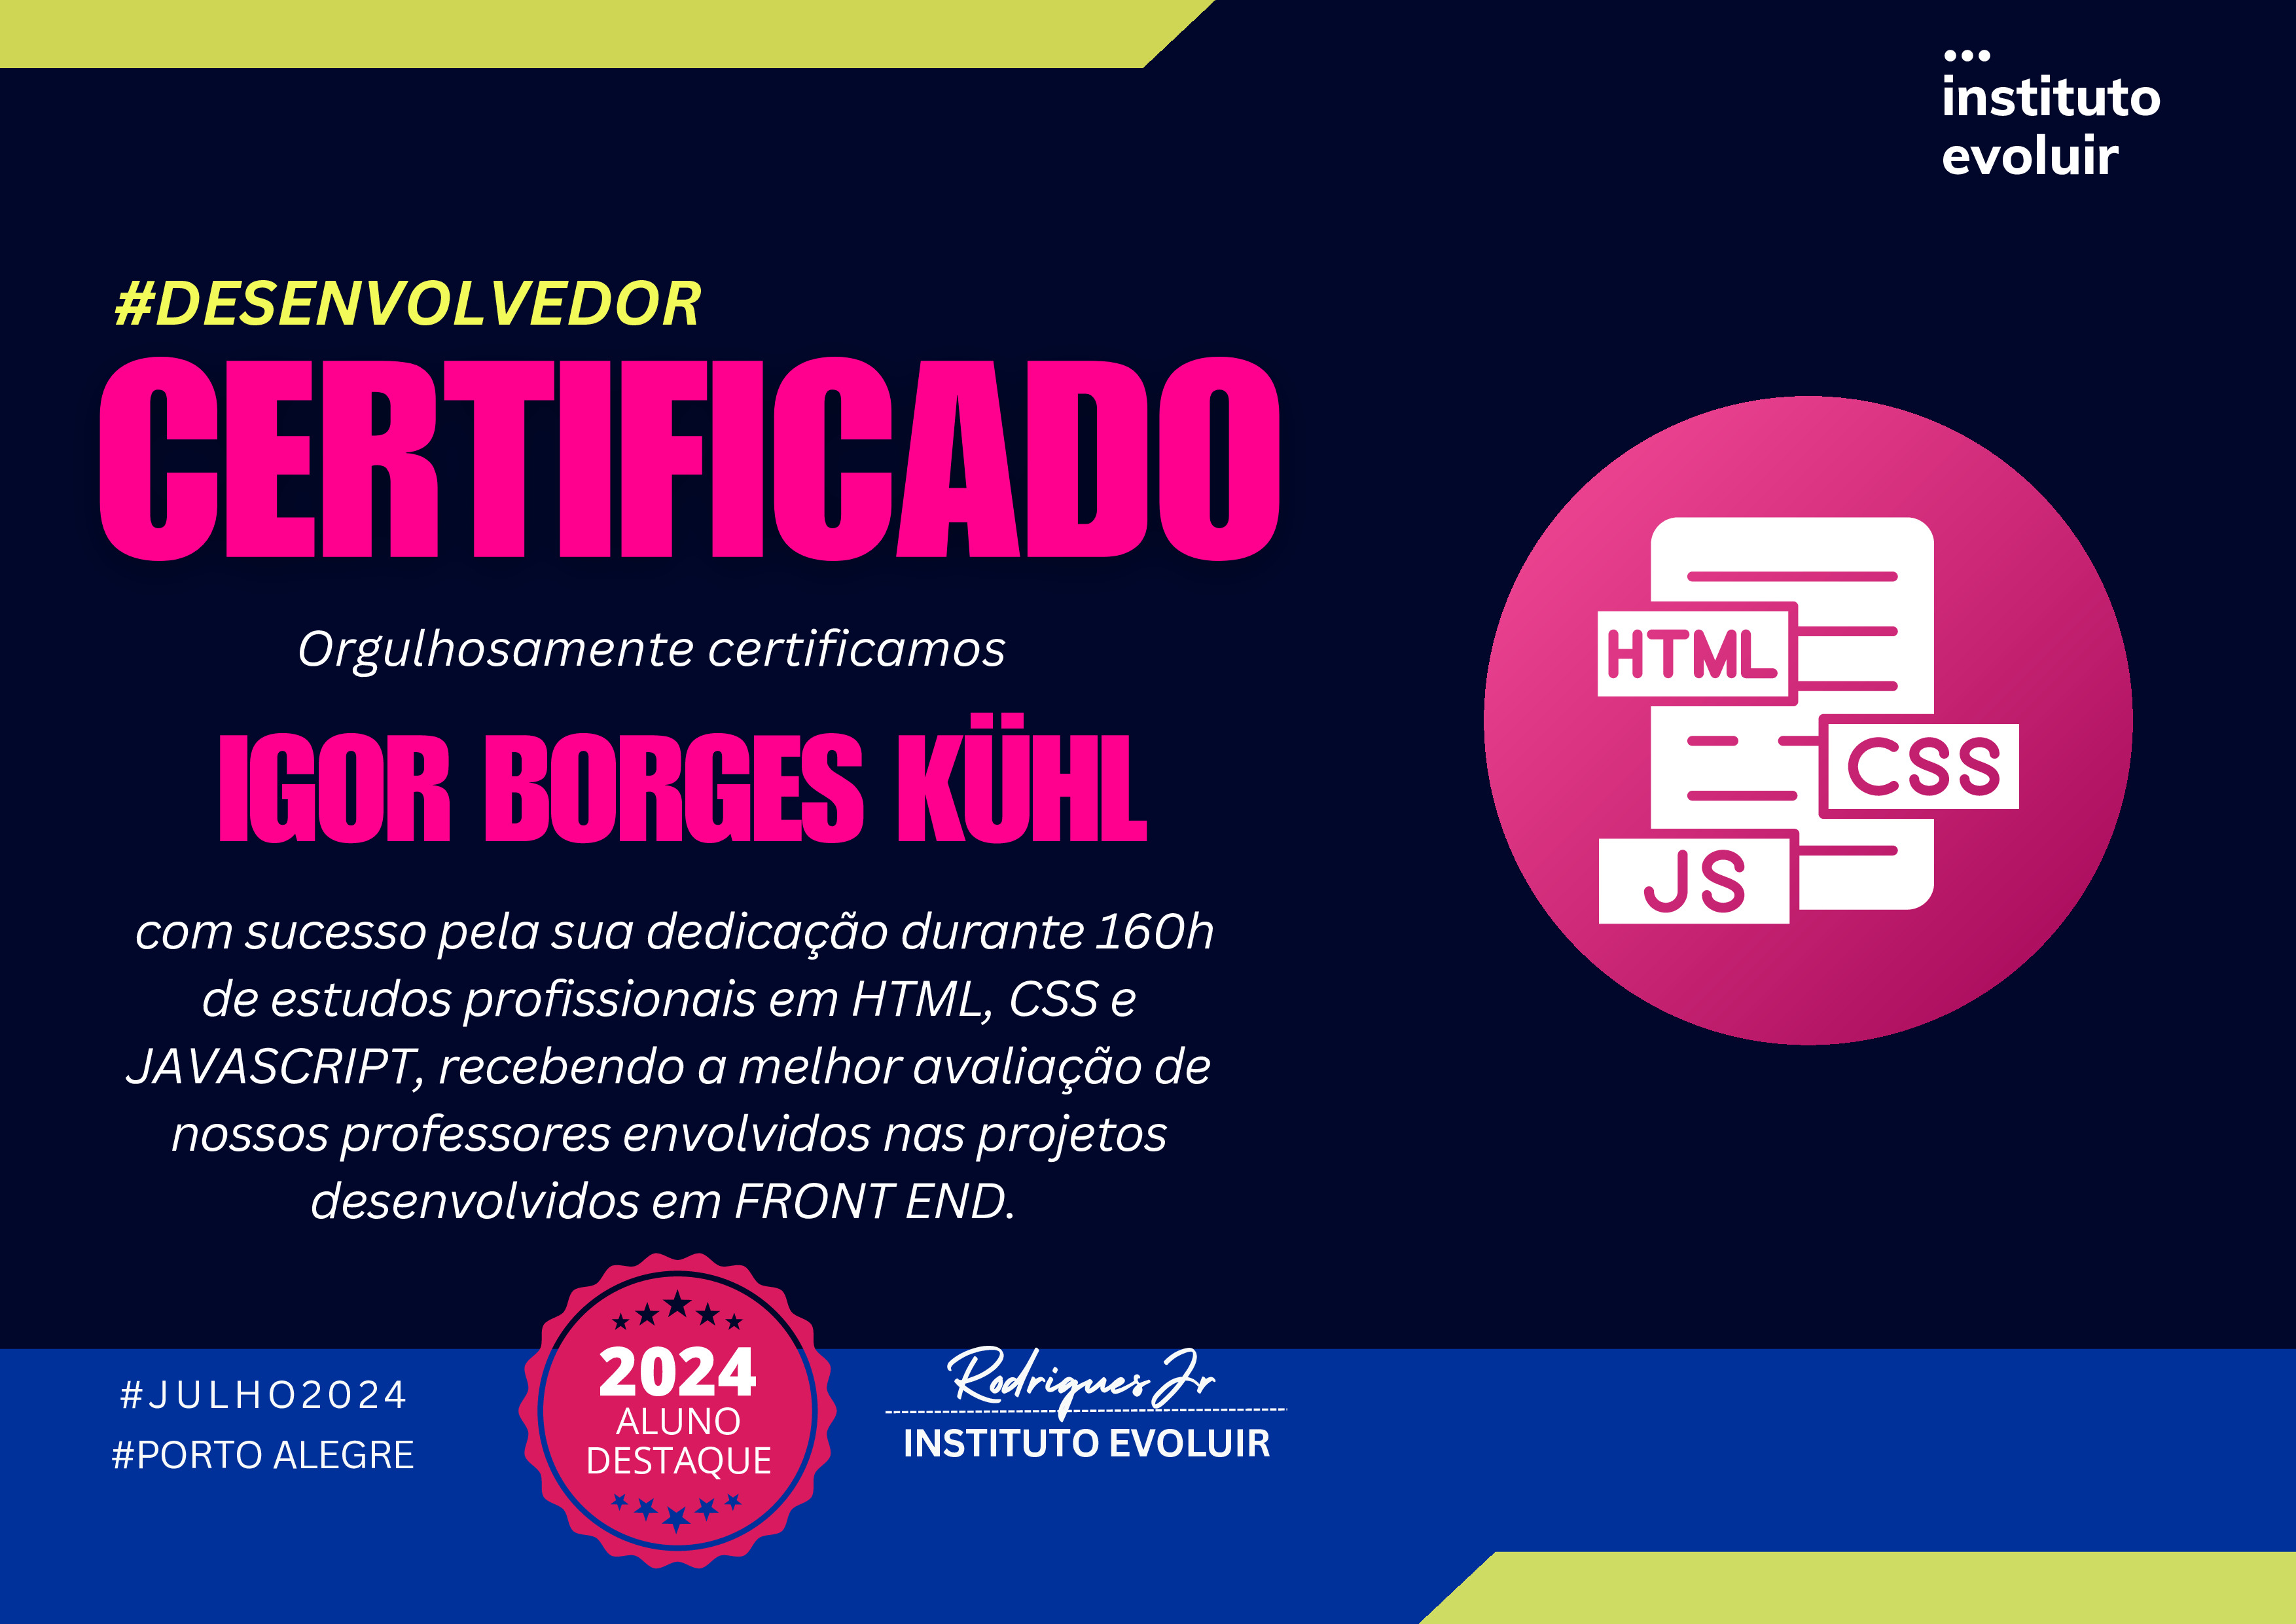 instituto
evoluir
#DESENVOLVEDOR
CERTIFICADO
Orgulhosamente certificamos
IGOR BORGES KÜHL
com sucesso pela sua dedicação durante 160h
de estudos profissionais em HTML, CSS e
JAVASCRIPT, recebendo a melhor avaliação de
nossos professores envolvidos nas projetos
desenvolvidos em FRONT END.
HTML
CSS
JS
#JULHO2024
#PORTO ALEGRE
2024
ALUNO
DESTAQUE
Rodrigues Jr
INSTITUTO EVOLUIR